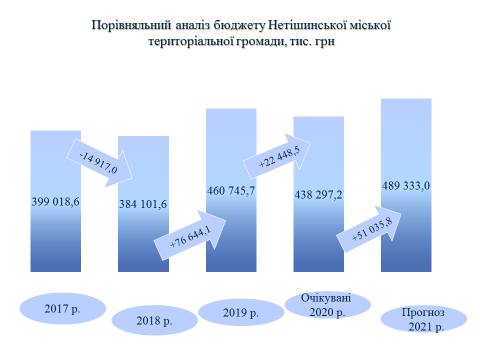 Порівняльний аналіз бюджету Нетішинської міської
територіальної громади, тис. грн
-14 917,0
+76 644,1
+22 448,5
+51 035,8
399 018,6
384 101,6
460 745,7
438 297,2
489 333,0
2017 р.
2018 р.
2019 р.
Очікувані
2020 р.
Прогноз
2021 р.